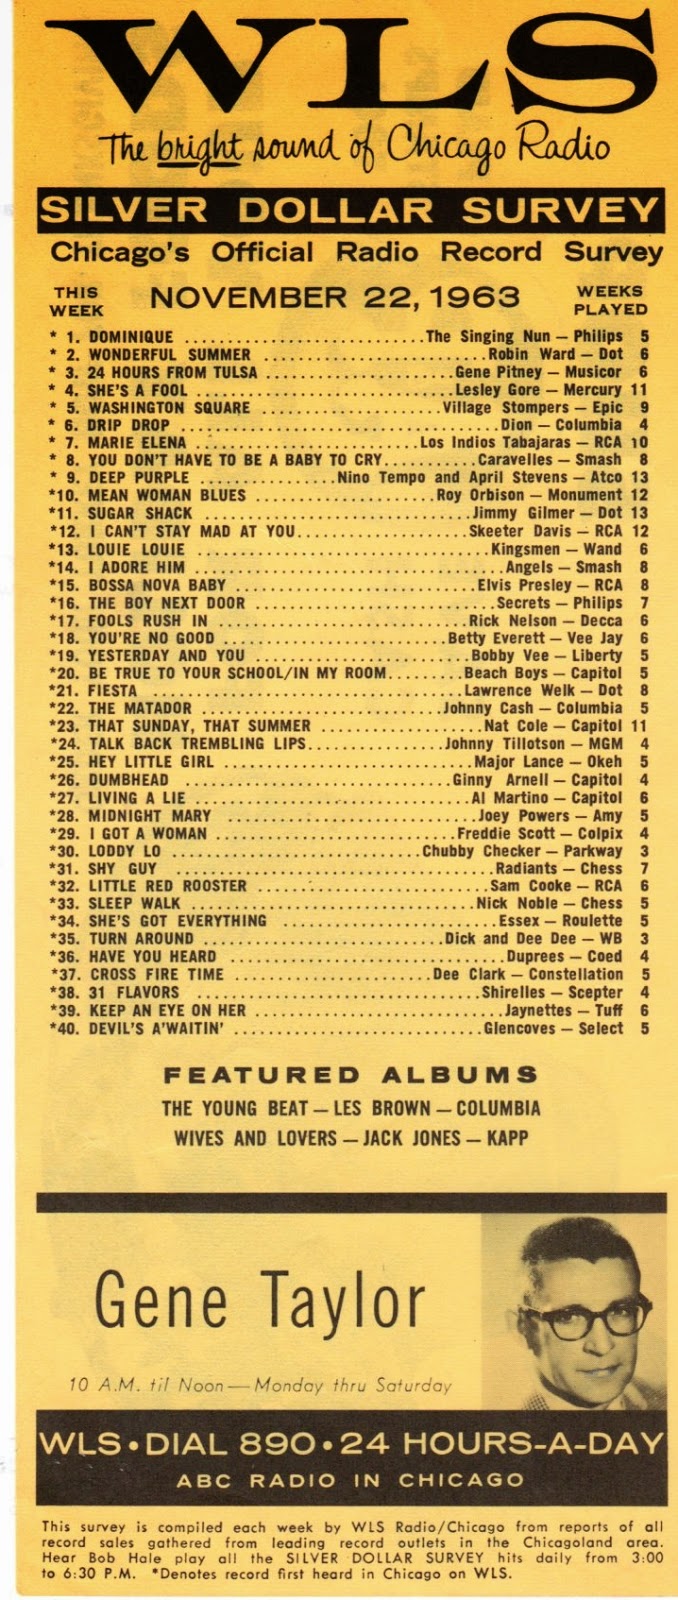 WLS
The bright sound of Chicago Radio
SILVER DOLLAR SURVEY
Chicago's Official Radio Record Survey
THIS WEEK NOVEMBER 22, 1963 WEEKS PLAYED
* 1. DOMINIQUE ........................... The Singing Nun — Philips 5
* 2. WONDERFUL SUMMER ........................... Robin Ward — Dot 6
* 3. 24 HOURS FROM TULSA ........................ Gene Pitney — Musicor 6
* 4. SHE'S A FOOL ........................... Lesley Gore — Mercury 11
* 5. WASHINGTON SQUARE ..................... Village Stompers — Epic 9
* 6. DRIP DROP ........................... Dion — Columbia 4
* 7. MARIE ELENA ......................... Los Indios Tabajaras — RCA 10
* 8. YOU DON'T HAVE TO BE A BABY TO CRY .......... Caravelles — Smash 8
* 9. DEEP PURPLE ................. Nino Tempo and April Stevens — Atco 13
*10. MEAN WOMAN BLUES ..................... Roy Orbison — Monument 12
*11. SUGAR SHACK ........................... Jimmy Gilmer — Dot 13
*12. I CAN'T STAY MAD AT YOU ................... Skeeter Davis — RCA 12
*13. LOUIE LOUIE ........................... Kingsmen — Wand 6
*14. I ADORE HIM ........................... Angels — Smash 8
*15. BOSSA NOVA BABY ........................ Elvis Presley — RCA 8
*16. THE BOY NEXT DOOR ........................ Secrets — Philips 7
*17. FOOLS RUSH IN ........................ Rick Nelson — Decca 6
*18. YOU'RE NO GOOD ........................ Betty Everett — Vee Jay 6
*19. YESTERDAY AND YOU ........................ Bobby Vee — Liberty 5
*20. BE TRUE TO YOUR SCHOOL/IN MY ROOM ......... Beach Boys — Capitol 5
*21. FIESTA ........................... Lawrence Welk — Dot 8
*22. THE MATADOR ........................ Johnny Cash — Columbia 5
*23. THAT SUNDAY, THAT SUMMER .................. Nat Cole — Capitol 11
*24. TALK BACK TREMBLING LIPS ................ Johnny Tillotson — MGM 4
*25. HEY LITTLE GIRL ........................ Major Lance — Okeh 5
*26. DUMBHEAD ........................... Ginny Arnell — Capitol 4
*27. LIVING A LIE ........................ Al Martino — Capitol 6
*28. MIDNIGHT MARY ........................ Joey Powers — Amy 5
*29. I GOT A WOMAN ........................ Freddie Scott — Colpix 4
*30. LODDY LO ........................ Chubby Checker — Parkway 3
*31. SHY GUY ........................... Radiants — Chess 7
*32. LITTLE RED ROOSTER ........................ Sam Cooke — RCA 6
*33. SLEEP WALK ........................... Nick Noble — Chess 5
*34. SHE'S GOT EVERYTHING ..................... Essex — Roulette 5
*35. TURN AROUND ........................ Dick and Dee Dee — WB 3
*36. HAVE YOU HEARD ........................ Duprees — Coed 4
*37. CROSS FIRE TIME ..................... Dee Clark — Constellation 5
*38. 31 FLAVORS ........................ Shirelles — Scepter 4
*39. KEEP AN EYE ON HER ........................ Jaynettes — Tuff 6
*40. DEVIL'S A'WAITIN' ........................ Glencoves — Select 5
FEATURED ALBUMS
THE YOUNG BEAT — LES BROWN — COLUMBIA
WIVES AND LOVERS — JACK JONES — KAPP
Gene Taylor
10 A.M. til Noon — Monday thru Saturday
WLS • DIAL 890 • 24 HOURS-A-DAY
ABC RADIO IN CHICAGO
This survey is compiled each week by WLS Radio/Chicago from reports of all
record sales gathered from leading record outlets in the Chicagoland area.
Hear Bob Hale play all the SILVER DOLLAR SURVEY hits daily from 3:00
to 6:30 P.M. *Denotes record first heard in Chicago on WLS.